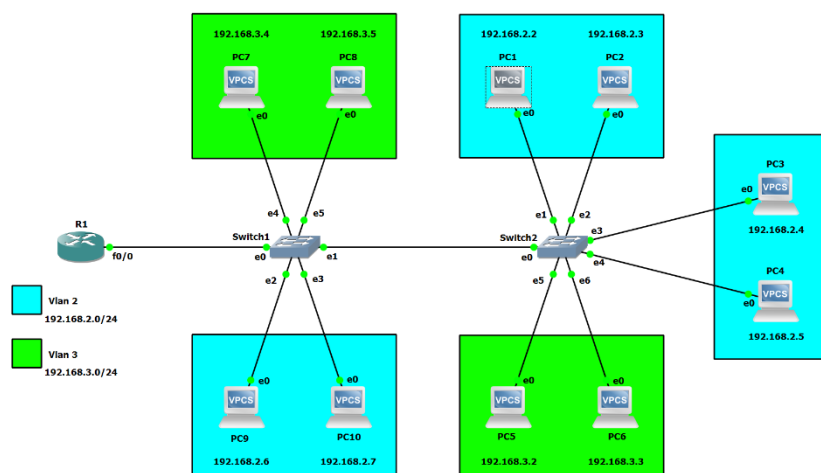 192.168.3.4 192.168.3.5
PC7 PC8
VPCS VPCS
e0 e0
192.168.2.2 192.168.2.3
PC1 PC2
VPCS VPCS
e0 e0
PC3
e0 VPCS
192.168.2.4
PC4
e0 VPCS
192.168.2.5
e4 e5
R1
f0/0
Switch1
e0 e1
e2 e3
e1 e2
Switch2
e3
e0 e4
e5 e6
Vlan 2
192.168.2.0/24
Vlan 3
192.168.3.0/24
e0 e0
VPCS VPCS
PC9 PC10
192.168.2.6 192.168.2.7
e0 e0
VPCS VPCS
PC5 PC6
192.168.3.2 192.168.3.3